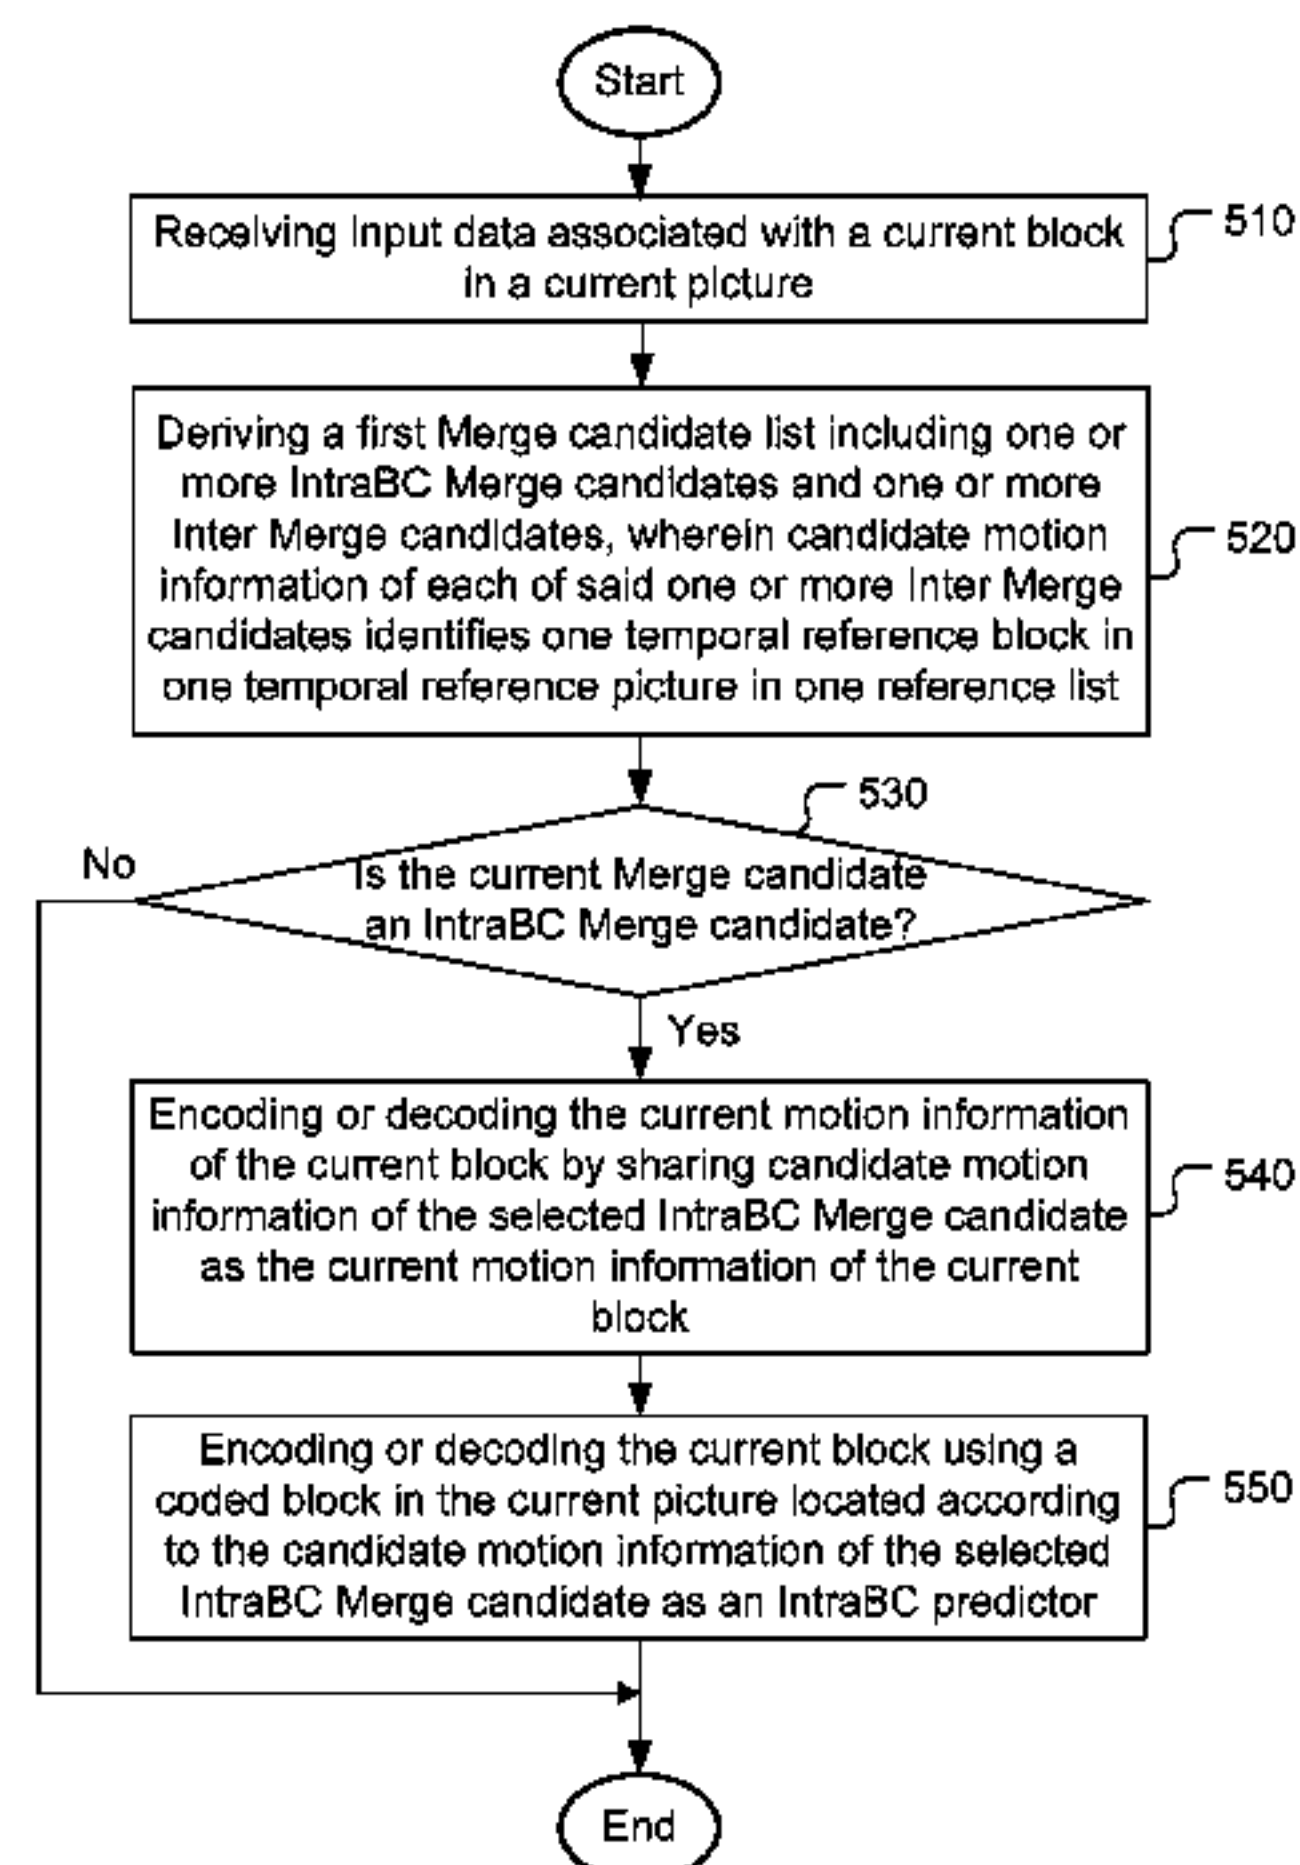 Start
Receiving Input data associated with a current block
in a current picture
510
Deriving a first Merge candidate list including one or
more IntraBC Merge candidates and one or more
Inter Merge candidates, wherein candidate motion
information of each of said one or more Inter Merge
candidates identifies one temporal reference block in
one temporal reference picture in one reference list
520
530
No
Is the current Merge candidate
an IntraBC Merge candidate?
Yes
Encoding or decoding the current motion information
of the current block by sharing candidate motion
information of the selected IntraBC Merge candidate
as the current motion information of the current
block
540
Encoding or decoding the current block using a
coded block in the current picture located according
to the candidate motion information of the selected
IntraBC Merge candidate as an IntraBC predictor
550
End